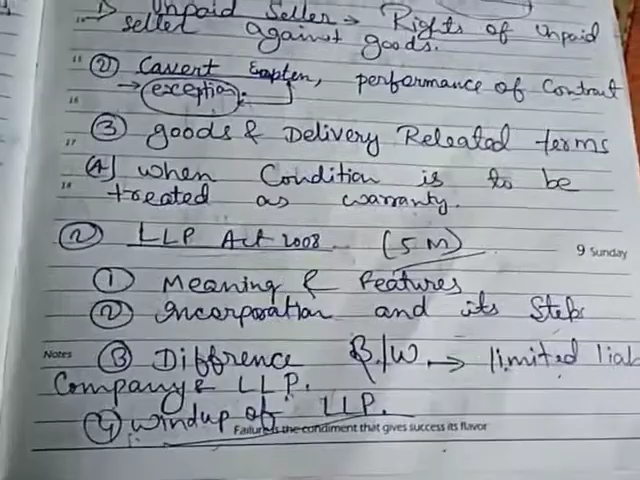 ① Unpaid Seller → Rights of Unpaid
seller against goods.
② Cavert Empten, performance of Contract
→ exception
③ goods & Delivery Releated terms
④ when Condition is to be
treated as warranty.
② LLP Act 2008 (5M)
9 Sunday
① Meaning & Features
② Incorporation and its Steps
Notes ③ Diffrence B/W → limited liab
Company & LLP.
④ windup of LLP.
Failure is the condiment that gives success its flavor